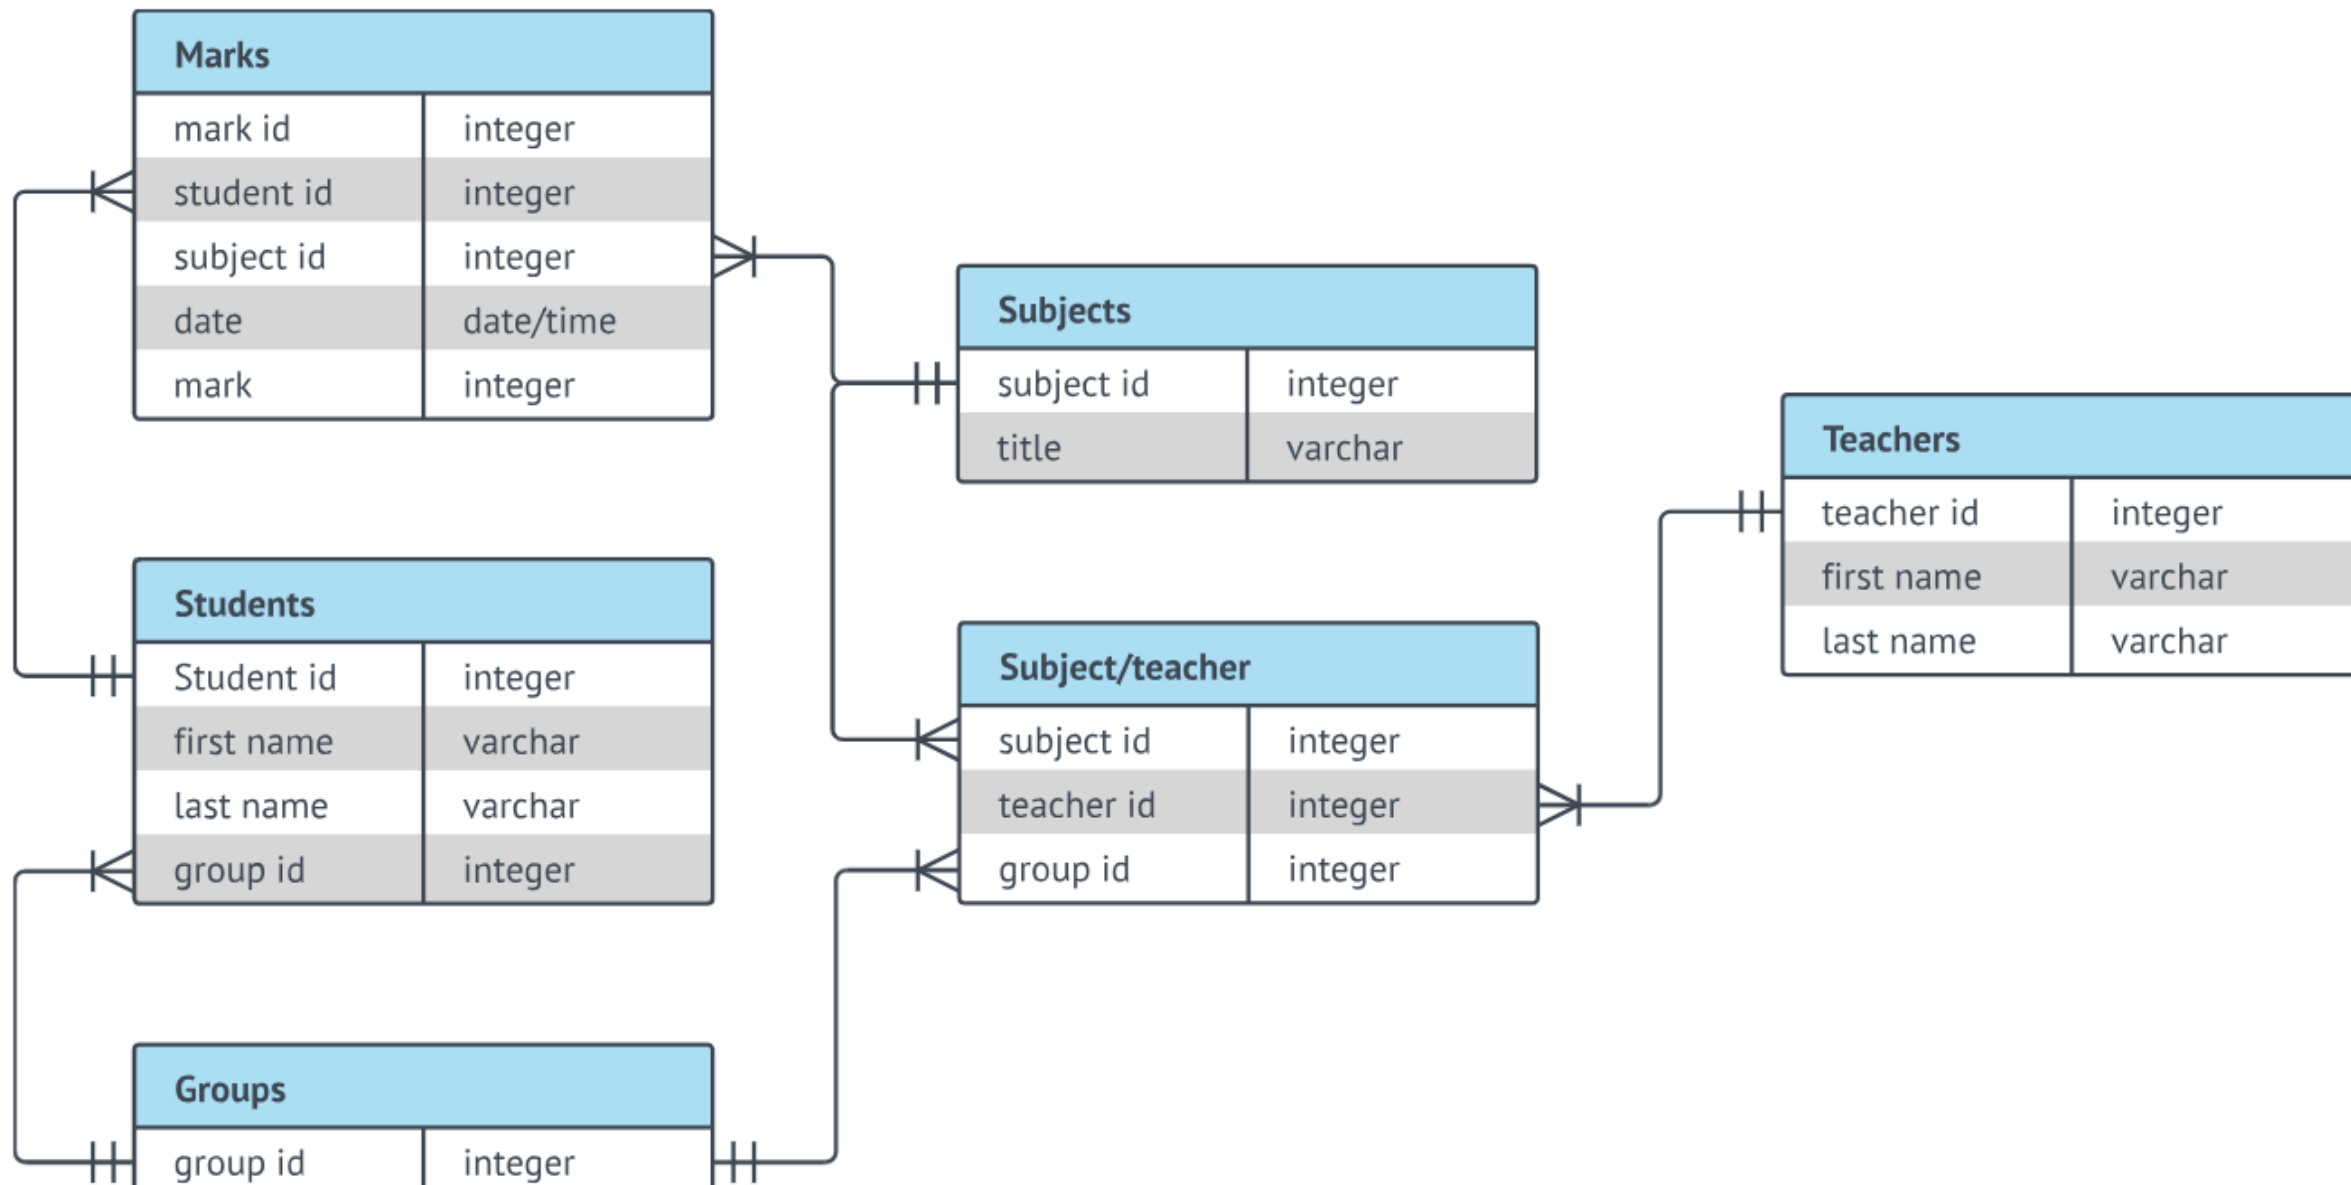 Marks
mark id integer
student id integer
subject id integer
date date/time
mark integer
Subjects
subject id integer
title varchar
Teachers
teacher id integer
first name varchar
last name varchar
Students
Student id integer
first name varchar
last name varchar
group id integer
Subject/teacher
subject id integer
teacher id integer
group id integer
Groups
group id integer